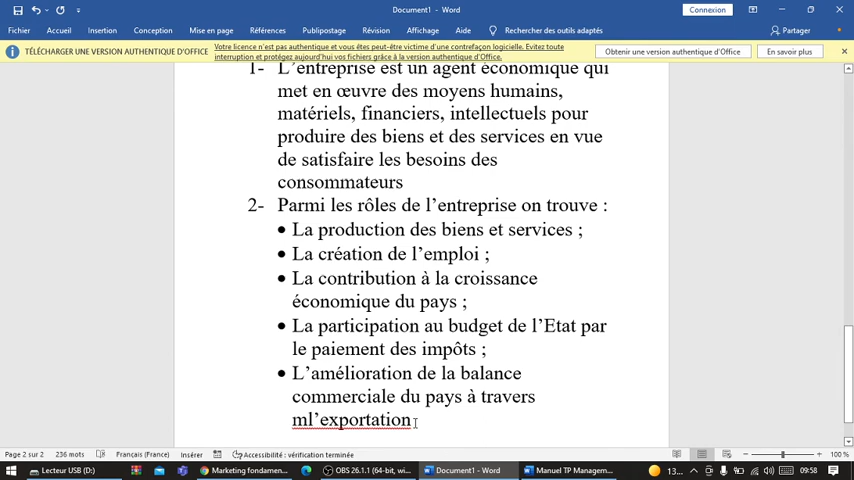 Document1 - Word
Connexion
Fichier Accueil Insertion Conception Mise en page Références Publipostage Révision Affichage Aide Rechercher des outils adaptés Partager
TÉLÉCHARGER UNE VERSION AUTHENTIQUE D'OFFICE Votre licence n'est pas authentique et vous êtes peut-être victime d'une contrefaçon logicielle. Évitez toute Obtenir une version authentique d'Office En savoir plus
interruption et protégez aujourd'hui vos fichiers grâce à la version authentique d'Office.
1- L'entreprise est un agent économique qui
met en œuvre des moyens humains,
matériels, financiers, intellectuels pour
produire des biens et des services en vue
de satisfaire les besoins des
consommateurs
2- Parmi les rôles de l'entreprise on trouve :
• La production des biens et services ;
• La création de l'emploi ;
• La contribution à la croissance
économique du pays ;
• La participation au budget de l'Etat par
le paiement des impôts ;
• L'amélioration de la balance
commerciale du pays à travers
ml'exportation
Page 2 sur 2 236 mots Français (France) Insérer Accessibilité : vérification terminée 100 %
Lecteur USB (D:) Marketing fondamen... OBS 26.1.1 (64-bit, wi... Document1 - Word Manuel TP Managem... 13... 09:58